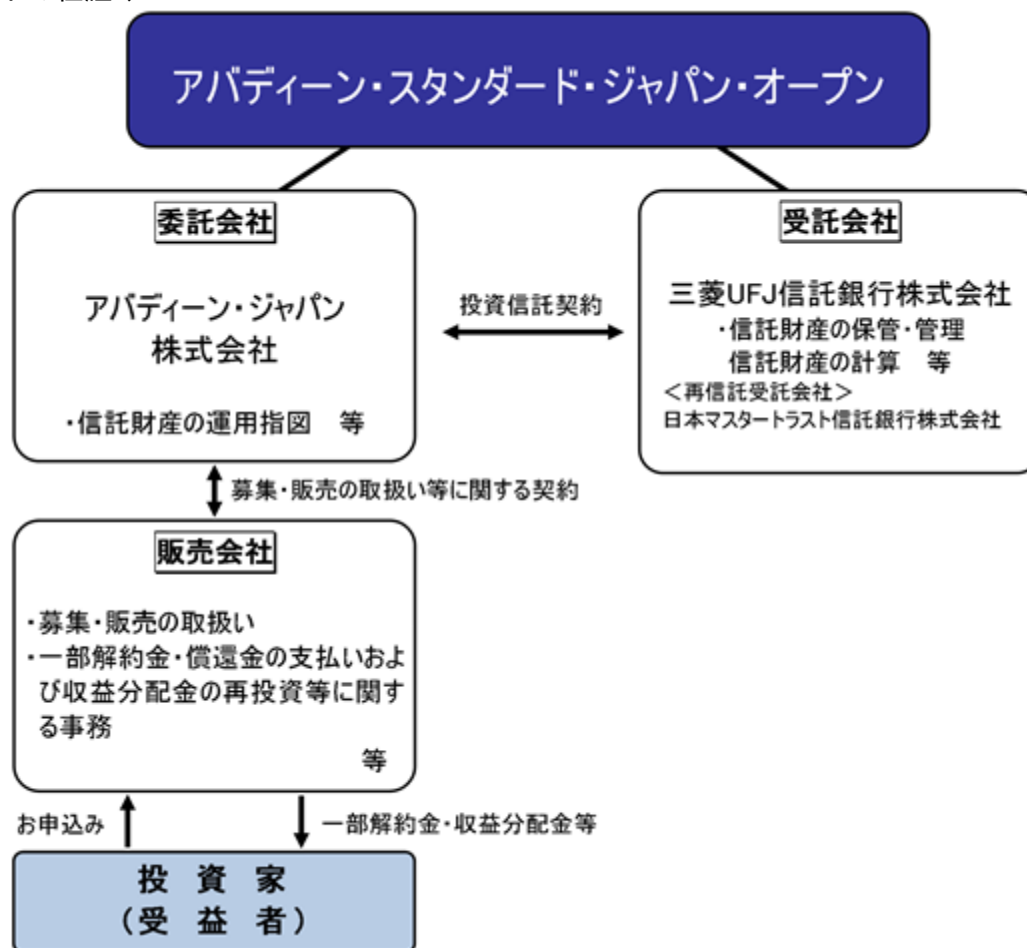 アバディーン・スタンダード・ジャパン・オープン
委託会社
アバディーン・ジャパン
株式会社
・信託財産の運用指図　等
投資信託契約
受託会社
三菱UFJ信託銀行株式会社
・信託財産の保管・管理
信託財産の計算　等
＜再信託受託会社＞
日本マスタートラスト信託銀行株式会社
募集・販売の取扱い等に関する契約
販売会社
・募集・販売の取扱い
・一部解約金・償還金の支払いおよ
び収益分配金の再投資等に関す
る事務
等
お申込み
一部解約金・収益分配金等
投　資　家
（受　益　者）